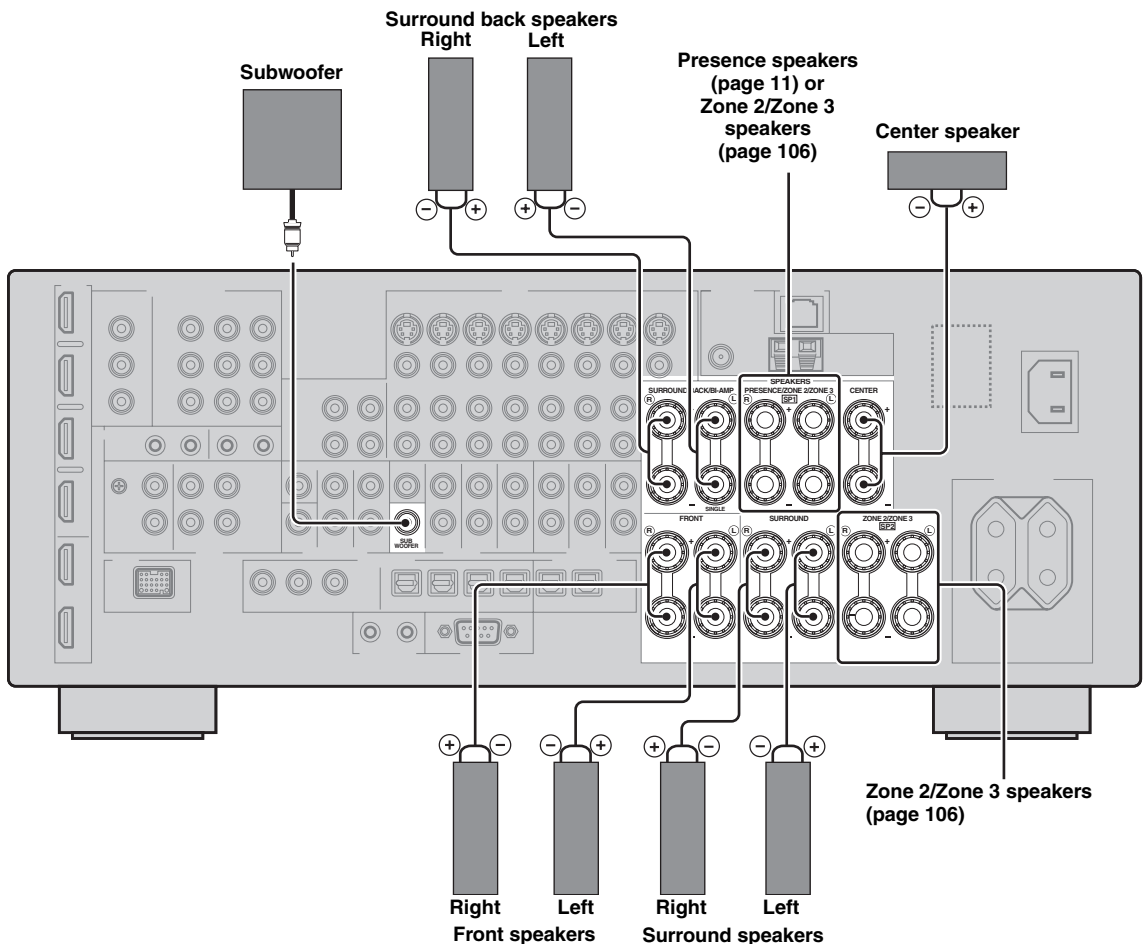 Surround back speakers
Right Left
Subwoofer
Presence speakers
(page 11) or
Zone 2/Zone 3
speakers
(page 106)
Center speaker
− + + −
− +
SPEAKERS
SURROUND BACK/BI-AMP PRESENCE/ZONE 2/ZONE 3 CENTER
R L R SP1 L
+ +
− − −
SINGLE
SUB
WOOFER
FRONT SURROUND ZONE 2/ZONE 3
R L R L R SP2 L
+ + +
- - −
+ − − + + − − +
Zone 2/Zone 3 speakers
(page 106)
Right Left Right Left
Front speakers Surround speakers